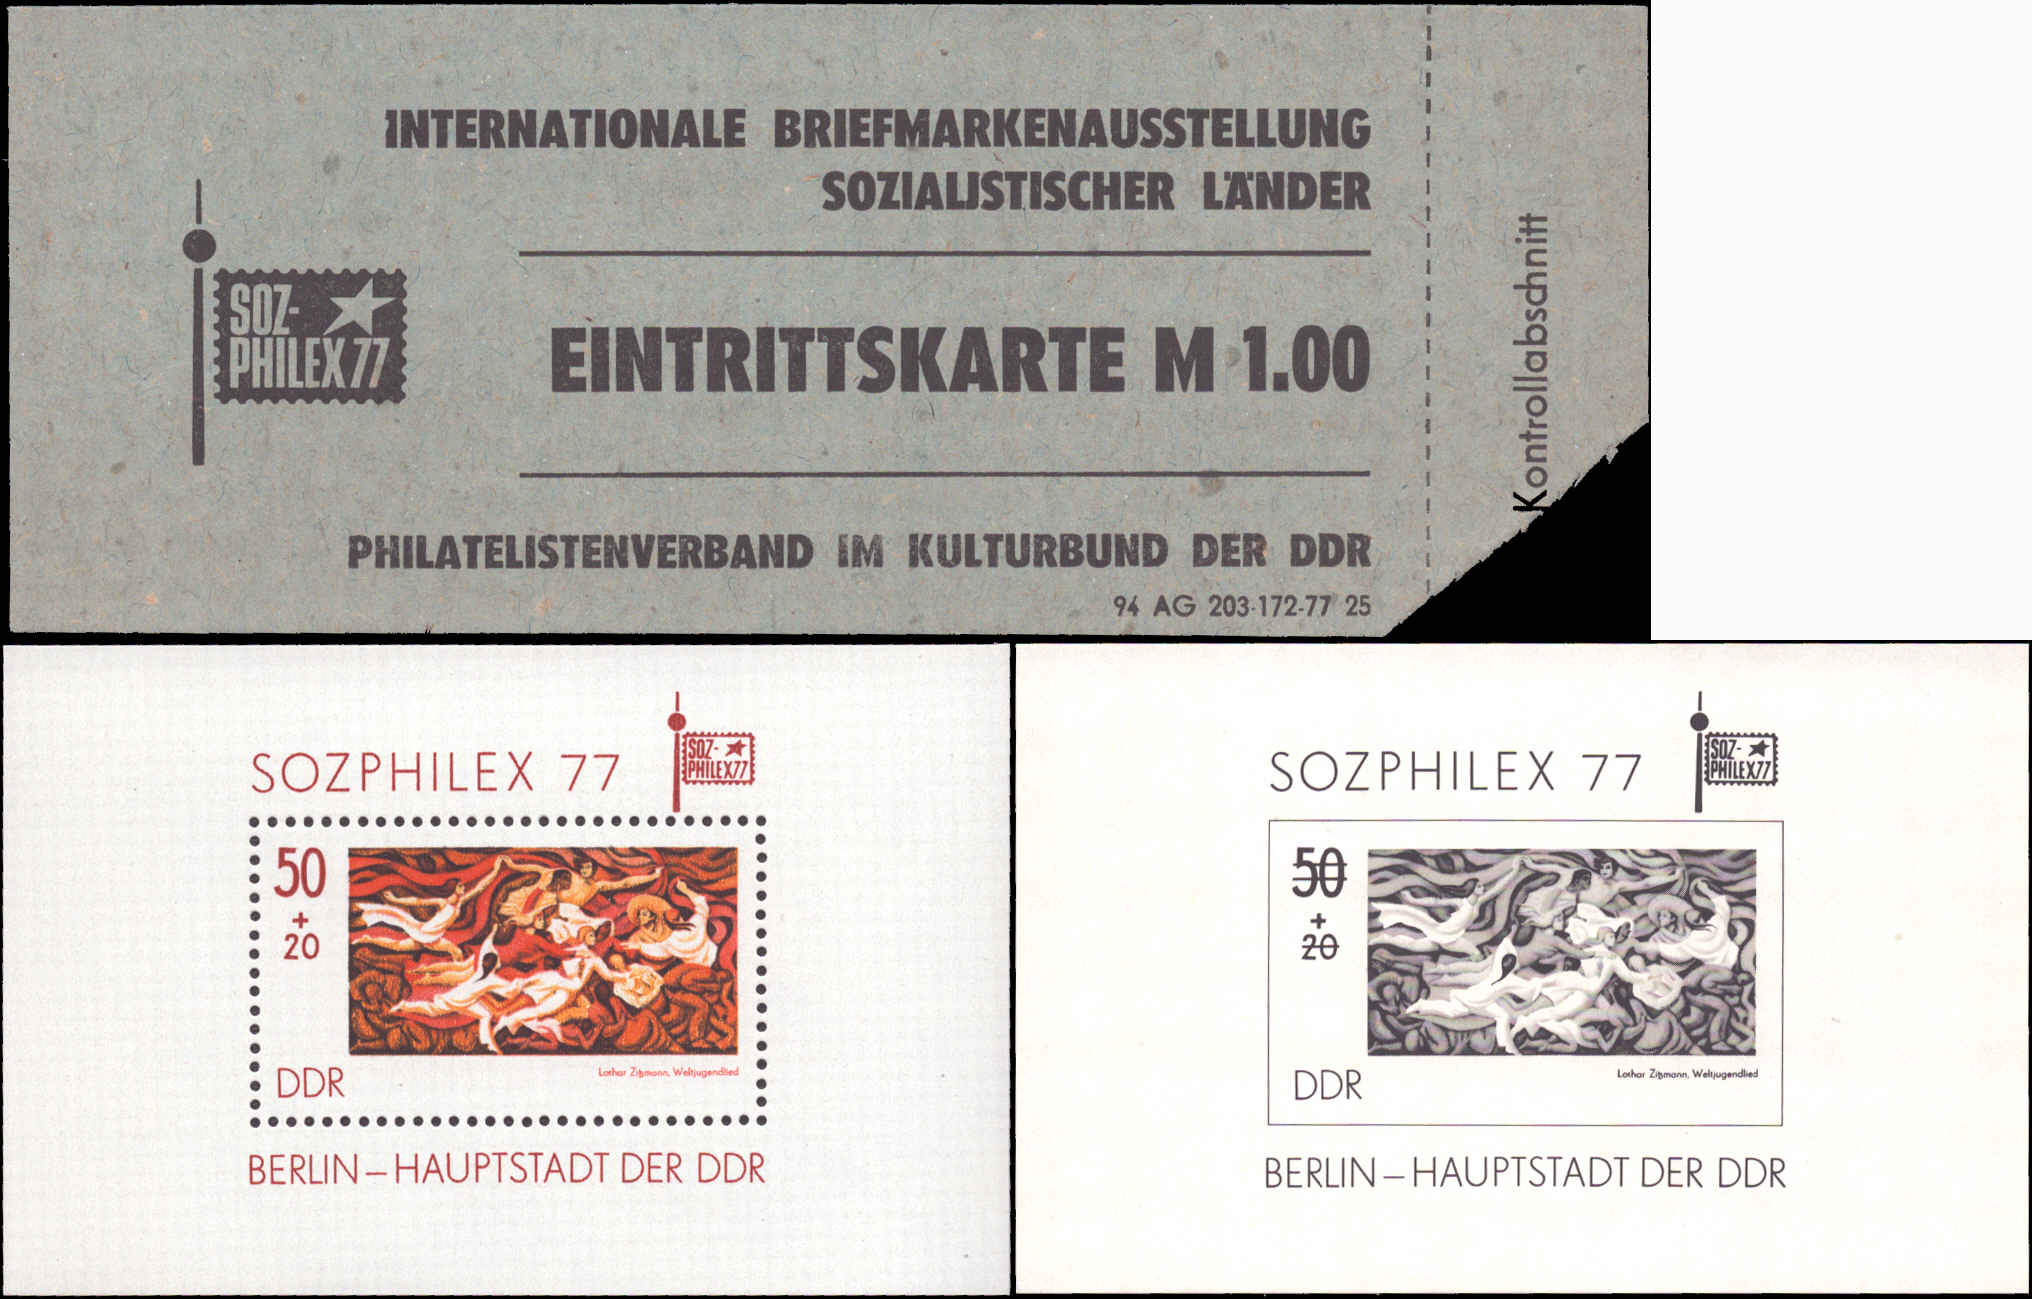 INTERNATIONALE BRIEFMARKENAUSSTELLUNG
SOZIALISTISCHER LÄNDER
SOZ-
PHILEX 77
EINTRITTSKARTE M 1.00
PHILATELISTENVERBAND IM KULTURBUND DER DDR
94 AG 203-172-77 25
Kontrollabschnitt
SOZPHILEX 77
SOZ-
PHILEX77
50
+
20
DDR
Lothar Zitzmann, Weltjugendlied
BERLIN – HAUPTSTADT DER DDR
SOZPHILEX 77
SOZ-
PHILEX77
50
+
20
DDR
Lothar Zitzmann, Weltjugendlied
BERLIN – HAUPTSTADT DER DDR